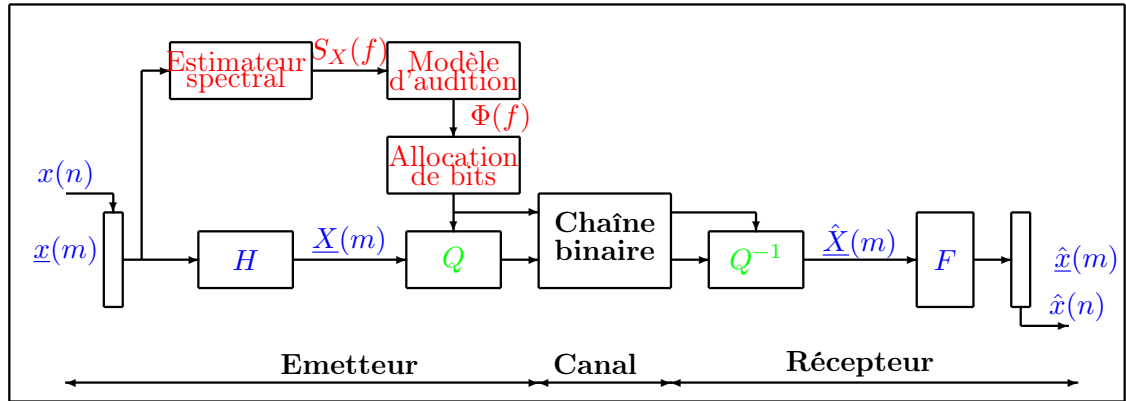 Estimateur
spectral
S_X(f)
Modèle
d'audition
Φ(f)
Allocation
de bits
x(n)
x(m)
H
X(m)
Q
Chaîne
binaire
Q^{-1}
X̂(m)
F
x̂(m)
x̂(n)
Emetteur
Canal
Récepteur